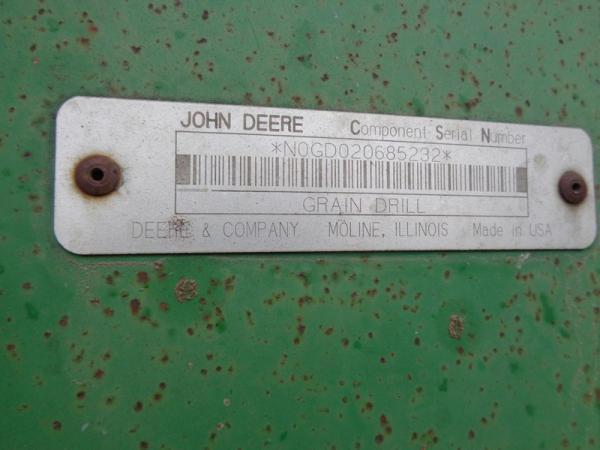 JOHN DEERE Component Serial Number
*N0GD020685232*
GRAIN DRILL
DEERE & COMPANY MOLINE, ILLINOIS Made in USA